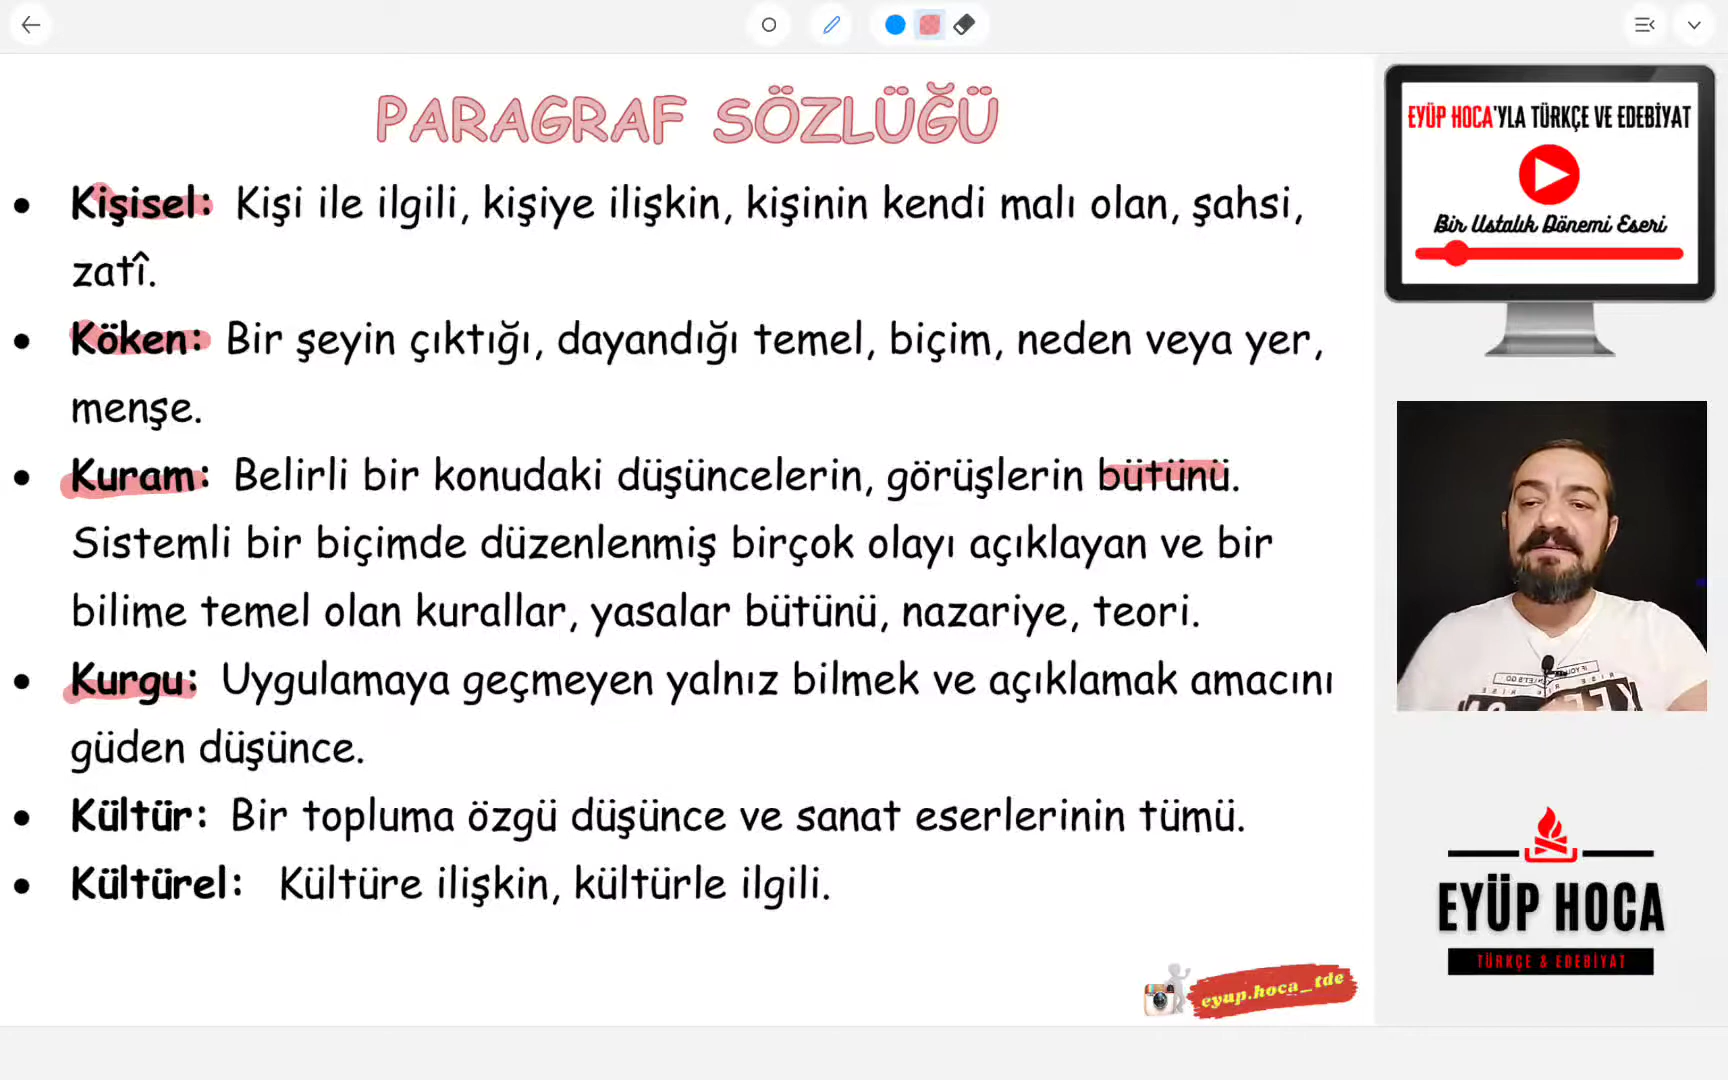 PARAGRAF SÖZLÜĞÜ
• Kişisel: Kişi ile ilgili, kişiye ilişkin, kişinin kendi malı olan, şahsi,
zatî.
• Köken: Bir şeyin çıktığı, dayandığı temel, biçim, neden veya yer,
menşe.
• Kuram: Belirli bir konudaki düşüncelerin, görüşlerin bütünü.
Sistemli bir biçimde düzenlenmiş birçok olayı açıklayan ve bir
bilime temel olan kurallar, yasalar bütünü, nazariye, teori.
• Kurgu: Uygulamaya geçmeyen yalnız bilmek ve açıklamak amacını
güden düşünce.
• Kültür: Bir topluma özgü düşünce ve sanat eserlerinin tümü.
• Kültürel: Kültüre ilişkin, kültürle ilgili.
eyup.hoca_tde
EYÜP HOCA'YLA TÜRKÇE VE EDEBİYAT
Bir Ustalık Dönemi Eseri
EYÜP HOCA
TÜRKÇE & EDEBİYAT